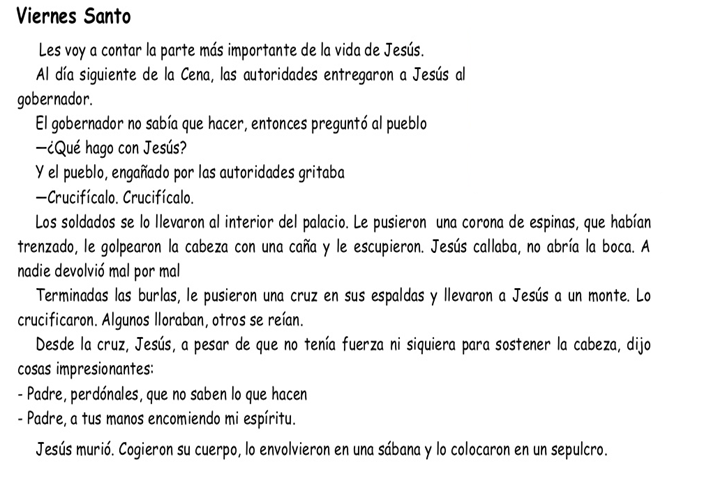 Viernes Santo
Les voy a contar la parte más importante de la vida de Jesús.
Al día siguiente de la Cena, las autoridades entregaron a Jesús al
gobernador.
El gobernador no sabía que hacer, entonces preguntó al pueblo
—¿Qué hago con Jesús?
Y el pueblo, engañado por las autoridades gritaba
—Crucifícalo. Crucifícalo.
Los soldados se lo llevaron al interior del palacio. Le pusieron una corona de espinas, que habían
trenzado, le golpearon la cabeza con una caña y le escupieron. Jesús callaba, no abría la boca. A
nadie devolvió mal por mal
Terminadas las burlas, le pusieron una cruz en sus espaldas y llevaron a Jesús a un monte. Lo
crucificaron. Algunos lloraban, otros se reían.
Desde la cruz, Jesús, a pesar de que no tenía fuerza ni siquiera para sostener la cabeza, dijo
cosas impresionantes:
- Padre, perdónales, que no saben lo que hacen
- Padre, a tus manos encomiendo mi espíritu.
Jesús murió. Cogieron su cuerpo, lo envolvieron en una sábana y lo colocaron en un sepulcro.